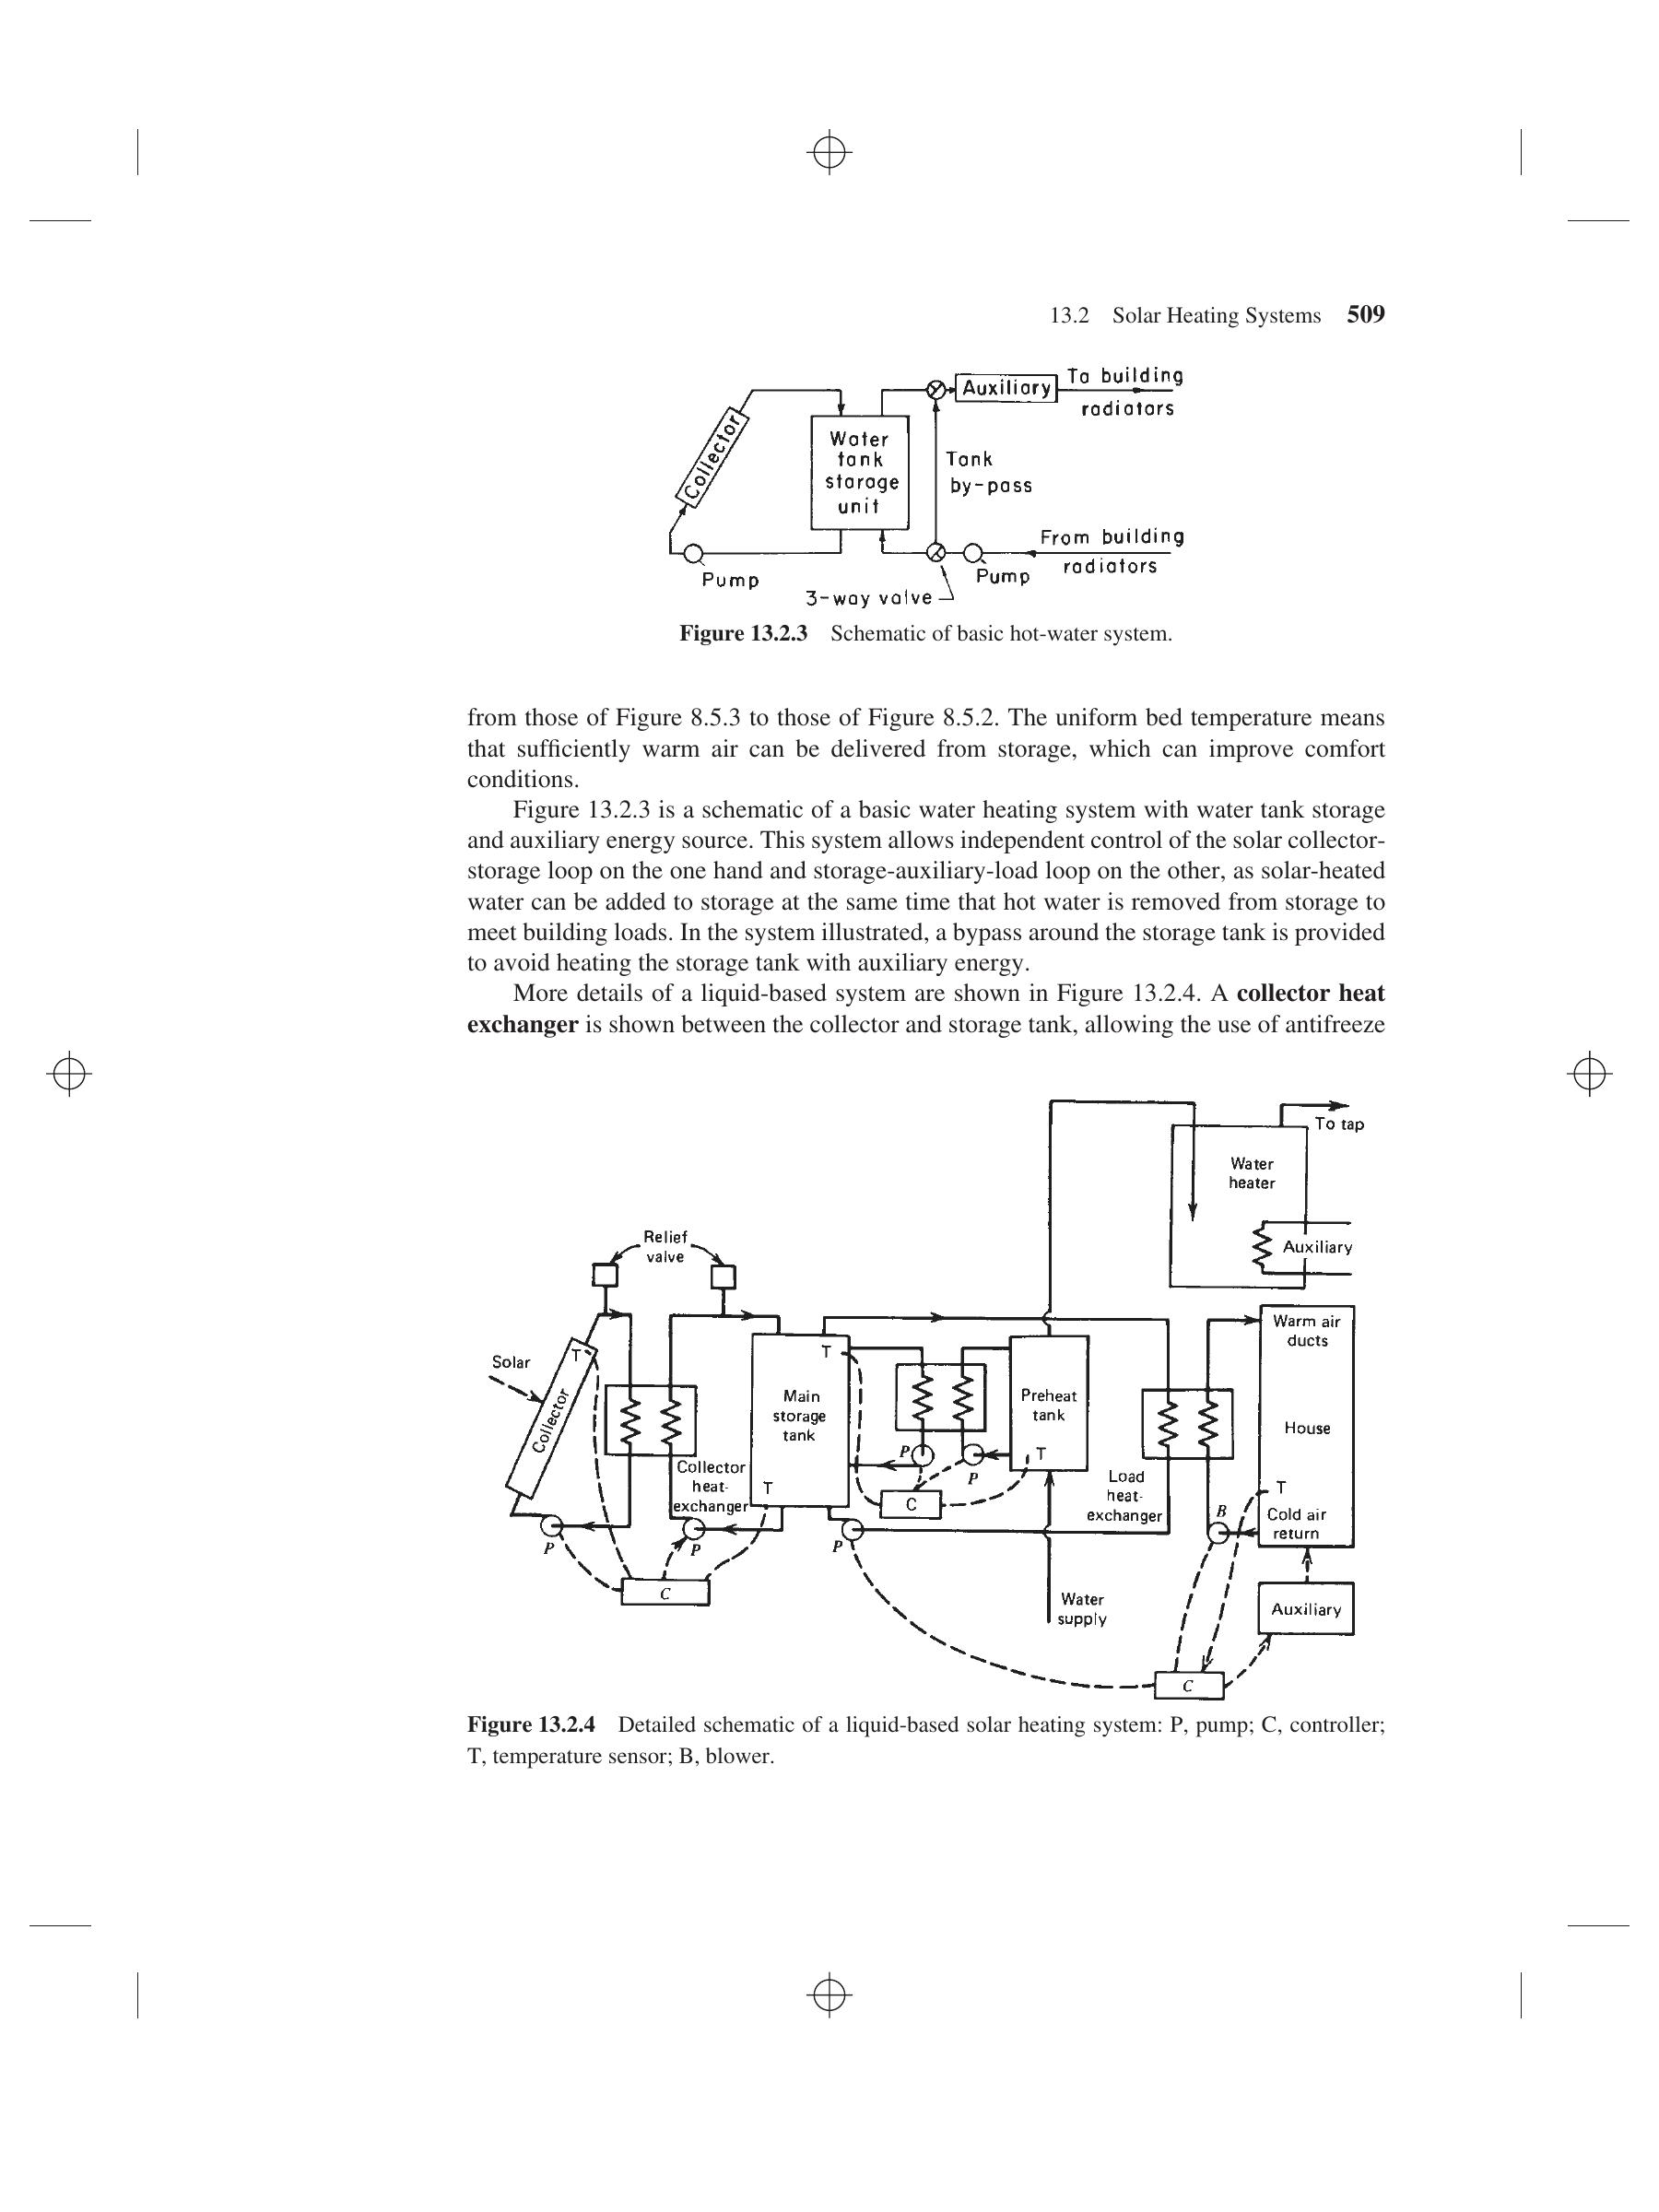 13.2 Solar Heating Systems 509
Collector
Water
tank
storage
unit
Auxiliary
To building
radiators
Tank
by-pass
From building
radiators
Pump
Pump
3-way valve
Figure 13.2.3 Schematic of basic hot-water system.
from those of Figure 8.5.3 to those of Figure 8.5.2. The uniform bed temperature means
that sufficiently warm air can be delivered from storage, which can improve comfort
conditions.
Figure 13.2.3 is a schematic of a basic water heating system with water tank storage
and auxiliary energy source. This system allows independent control of the solar collector-
storage loop on the one hand and storage-auxiliary-load loop on the other, as solar-heated
water can be added to storage at the same time that hot water is removed from storage to
meet building loads. In the system illustrated, a bypass around the storage tank is provided
to avoid heating the storage tank with auxiliary energy.
More details of a liquid-based system are shown in Figure 13.2.4. A collector heat
exchanger is shown between the collector and storage tank, allowing the use of antifreeze
To tap
Water
heater
Auxiliary
Relief
valve
Solar
T
Collector
P
Collector
heat-
exchanger
P
C
T
Main
storage
tank
T
P
P
P
C
Preheat
tank
T
Load
heat-
exchanger
Water
supply
Warm air
ducts
House
T
Cold air
return
B
Auxiliary
C
Figure 13.2.4 Detailed schematic of a liquid-based solar heating system: P, pump; C, controller;
T, temperature sensor; B, blower.